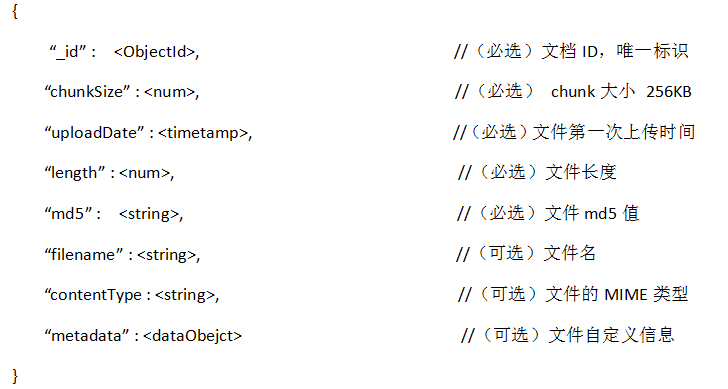 {
“_id” : <ObjectId>, //（必选）文档 ID，唯一标识
“chunkSize” : <num>, //（必选） chunk 大小 256KB
“uploadDate” : <timetamp>, //（必选）文件第一次上传时间
“length” : <num>, //（必选）文件长度
“md5” : <string>, //（必选）文件 md5 值
“filename” : <string>, //（可选）文件名
“contentType : <string>, //（可选）文件的 MIME 类型
“metadata” : <dataObejct> //（可选）文件自定义信息
}